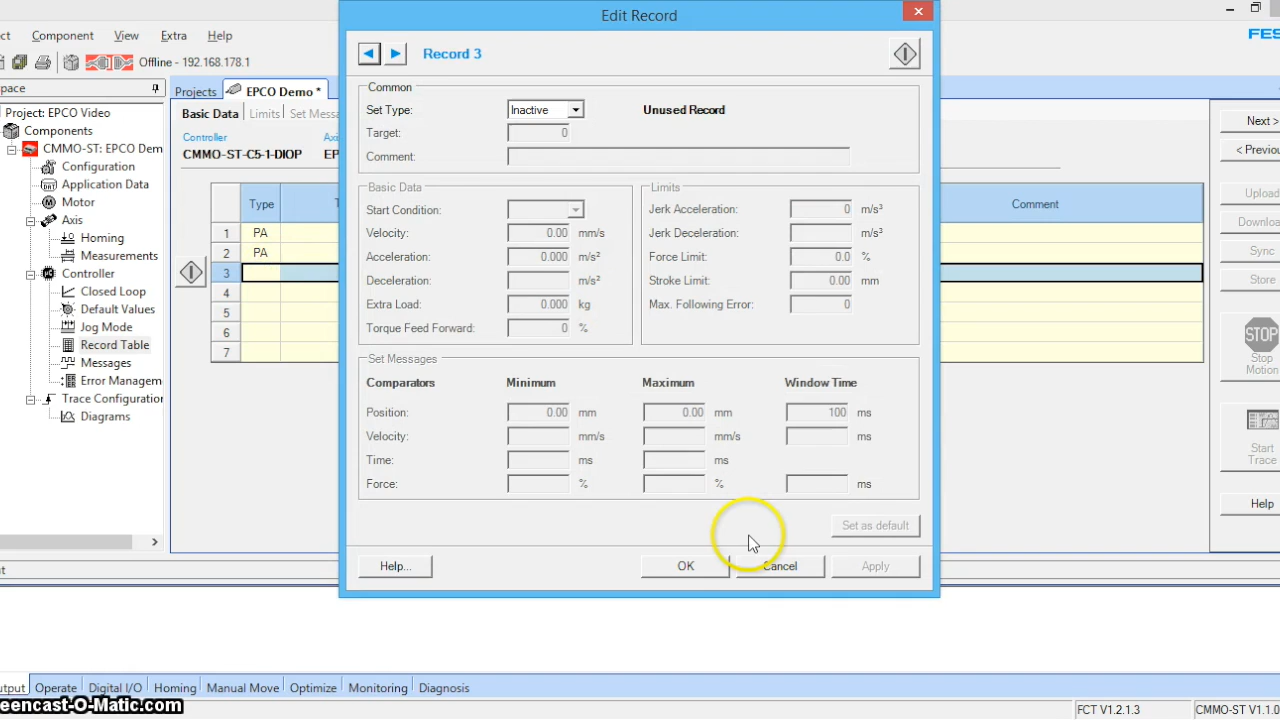 Edit Record
ct Component View Extra Help
FES
Offline - 192.168.178.1
Record 3
pace
Projects EPCO Demo *
Project: EPCO Video
Components
CMMO-ST: EPCO Dem
Configuration
Application Data
Motor
Axis
Homing
Measurements
Controller
Closed Loop
Default Values
Jog Mode
Record Table
Messages
Error Managem
Trace Configuration
Diagrams
Basic Data Limits Set Messa
Controller Axi
CMMO-ST-C5-1-DIOP EP
Type T Comment
1 PA
2 PA
3
4
5
6
7
Common
Set Type: Inactive Unused Record
Target: 0
Comment:
Basic Data
Start Condition:
Velocity: 0.00 mm/s
Acceleration: 0.000 m/s²
Deceleration: m/s²
Extra Load: 0.000 kg
Torque Feed Forward: 0 %
Limits
Jerk Acceleration: 0 m/s³
Jerk Deceleration: m/s³
Force Limit: 0.0 %
Stroke Limit: 0.00 mm
Max. Following Error: 0
Set Messages
Comparators Minimum Maximum Window Time
Position: 0.00 mm 0.00 mm 100 ms
Velocity: mm/s mm/s ms
Time: ms ms
Force: % % ms
Set as default
Help... OK Cancel Apply
Next >
< Previou
Upload
Downloa
Sync
Store
STOP
Stop
Motion
Start
Trace
Help
t
utput Operate Digital I/O Homing Manual Move Optimize Monitoring Diagnosis
eencast-O-Matic.com
FCT V1.2.1.3 CMMO-ST V1.1.0